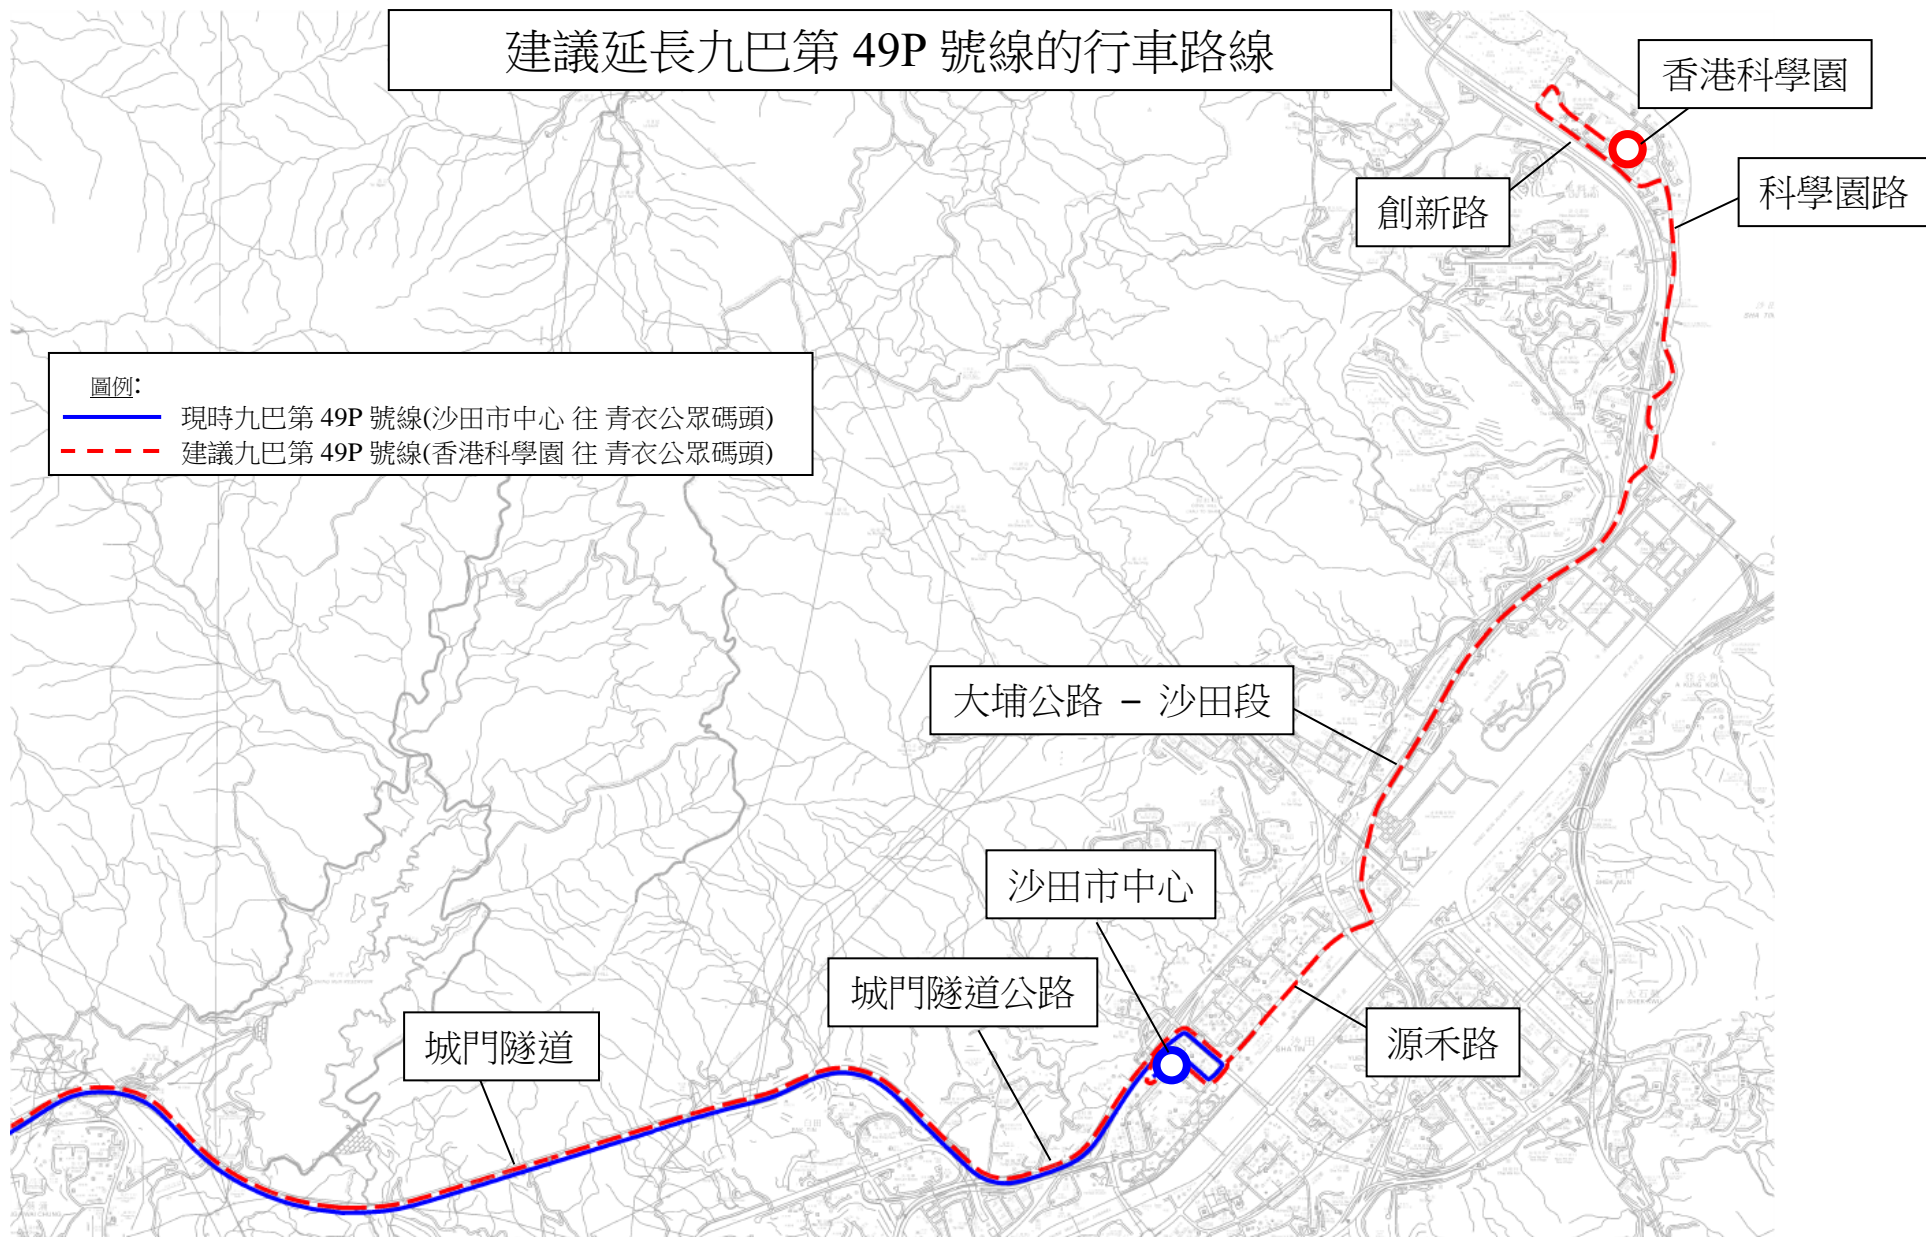 建議延長九巴第 49P 號線的行車路線
香港科學園
科學園路
創新路
圖例:
現時九巴第 49P 號線(沙田市中心 往 青衣公眾碼頭)
建議九巴第 49P 號線(香港科學園 往 青衣公眾碼頭)
大埔公路 – 沙田段
沙田市中心
城門隧道公路
源禾路
城門隧道
沙田
SHA TIN